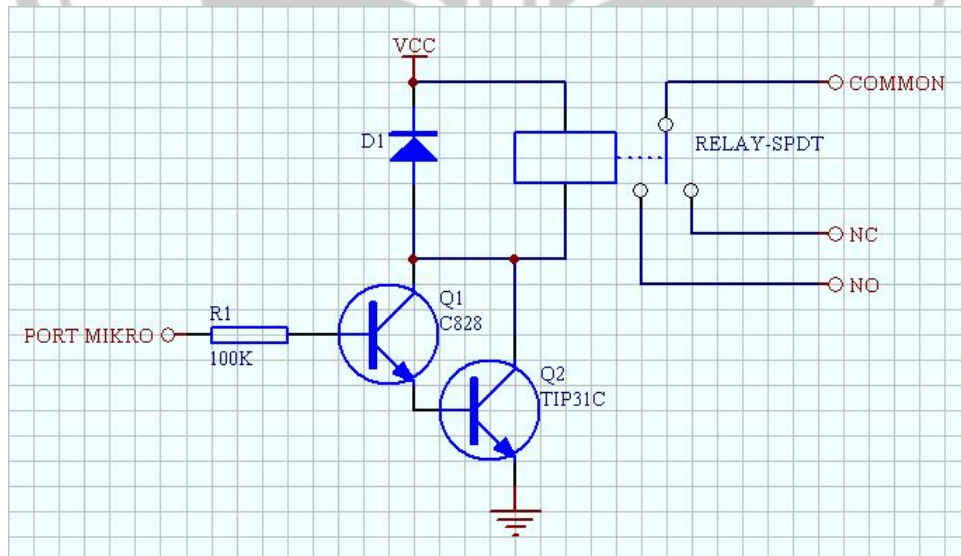 VCC
COMMON
D1
RELAY-SPDT
NC
NO
Q1
C828
R1
PORT MIKRO
100K
Q2
TIP31C